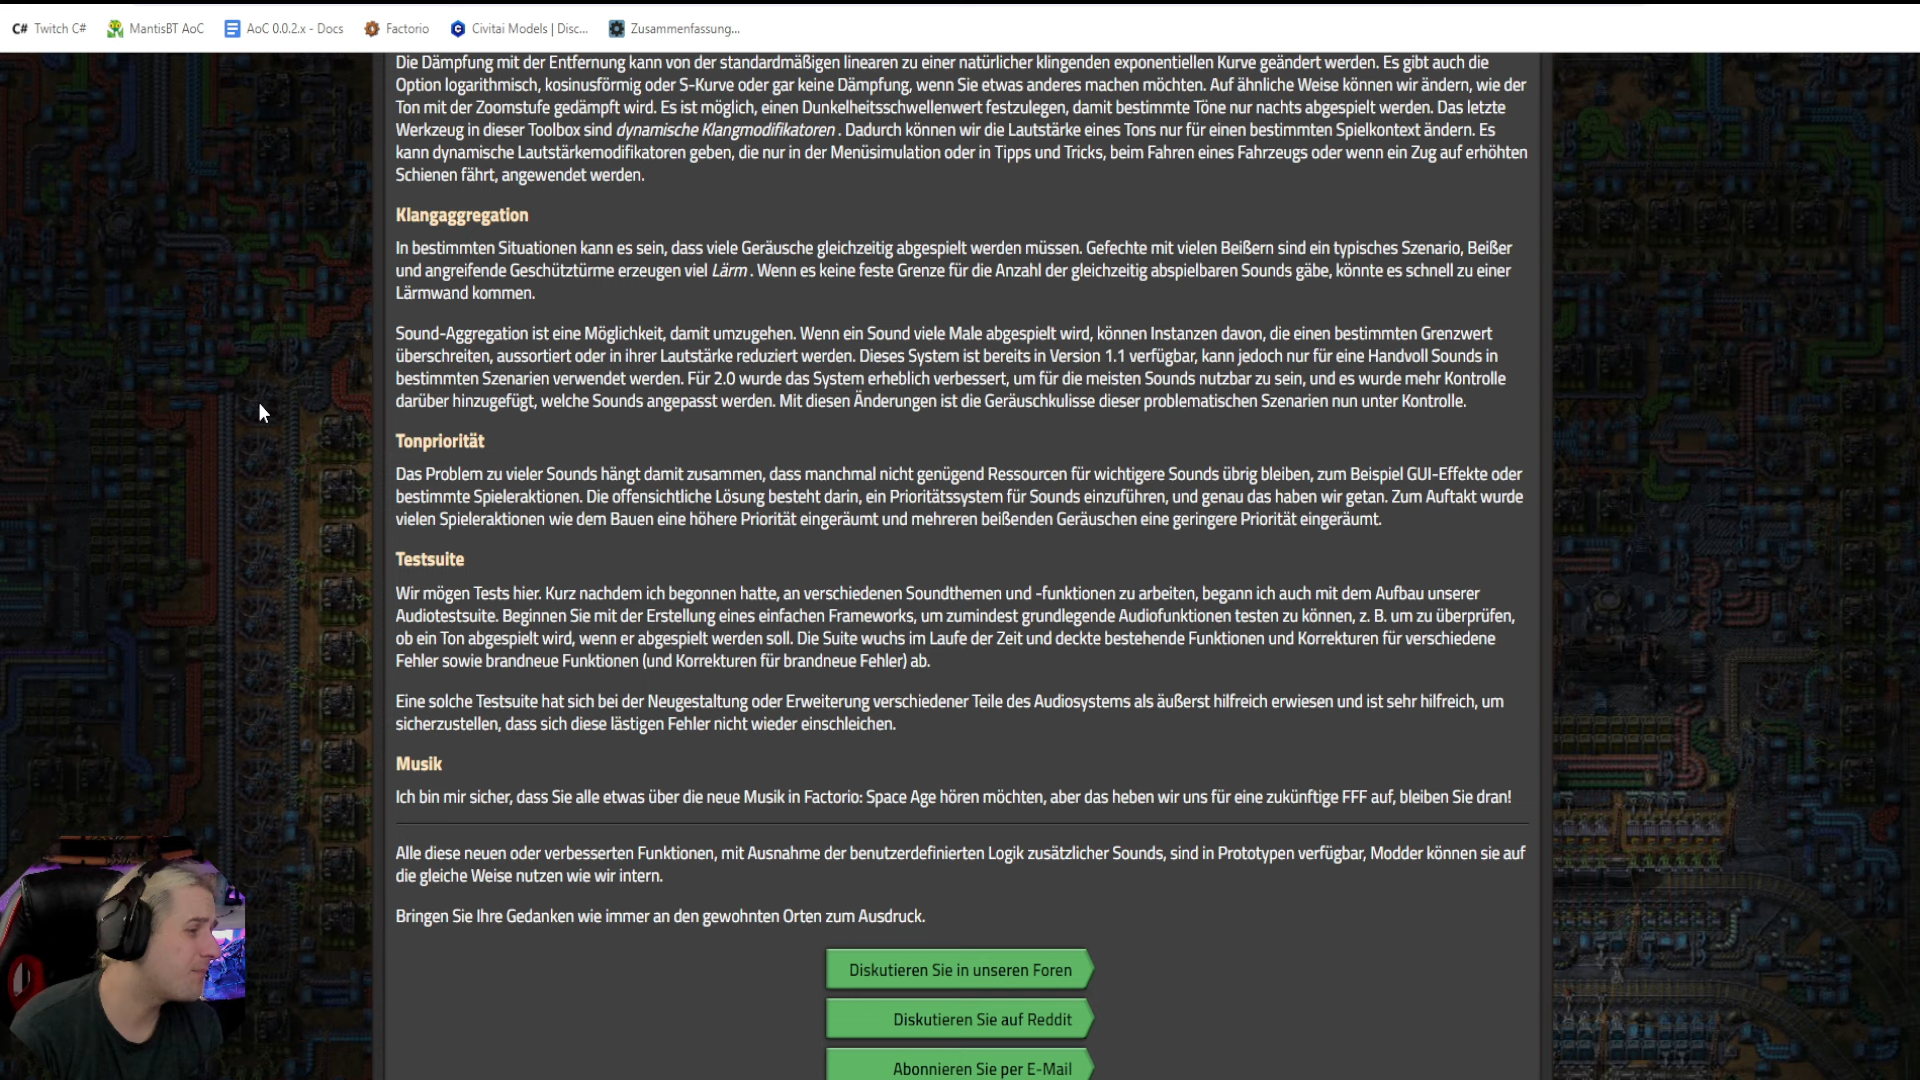 C# Twitch C# MantisBT AoC AoC 0.0.2.x - Docs Factorio Civitai Models | Disc... Zusammenfassung...
Die Dämpfung mit der Entfernung kann von der standardmäßigen linearen zu einer natürlicher klingenden exponentiellen Kurve geändert werden. Es gibt auch die
Option logarithmisch, kosinusförmig oder S-Kurve oder gar keine Dämpfung, wenn Sie etwas anderes machen möchten. Auf ähnliche Weise können wir ändern, wie der
Ton mit der Zoomstufe gedämpft wird. Es ist möglich, einen Dunkelheitsschwellenwert festzulegen, damit bestimmte Töne nur nachts abgespielt werden. Das letzte
Werkzeug in dieser Toolbox sind dynamische Klangmodifikatoren . Dadurch können wir die Lautstärke eines Tons nur für einen bestimmten Spielkontext ändern. Es
kann dynamische Lautstärkemodifikatoren geben, die nur in der Menüsimulation oder in Tipps und Tricks, beim Fahren eines Fahrzeugs oder wenn ein Zug auf erhöhten
Schienen fährt, angewendet werden.
Klangaggregation
In bestimmten Situationen kann es sein, dass viele Geräusche gleichzeitig abgespielt werden müssen. Gefechte mit vielen Beißern sind ein typisches Szenario, Beißer
und angreifende Geschütztürme erzeugen viel Lärm . Wenn es keine feste Grenze für die Anzahl der gleichzeitig abspielbaren Sounds gäbe, könnte es schnell zu einer
Lärmwand kommen.
Sound-Aggregation ist eine Möglichkeit, damit umzugehen. Wenn ein Sound viele Male abgespielt wird, können Instanzen davon, die einen bestimmten Grenzwert
überschreiten, aussortiert oder in ihrer Lautstärke reduziert werden. Dieses System ist bereits in Version 1.1 verfügbar, kann jedoch nur für eine Handvoll Sounds in
bestimmten Szenarien verwendet werden. Für 2.0 wurde das System erheblich verbessert, um für die meisten Sounds nutzbar zu sein, und es wurde mehr Kontrolle
darüber hinzugefügt, welche Sounds angepasst werden. Mit diesen Änderungen ist die Geräuschkulisse dieser problematischen Szenarien nun unter Kontrolle.
Tonpriorität
Das Problem zu vieler Sounds hängt damit zusammen, dass manchmal nicht genügend Ressourcen für wichtigere Sounds übrig bleiben, zum Beispiel GUI-Effekte oder
bestimmte Spieleraktionen. Die offensichtliche Lösung besteht darin, ein Prioritätssystem für Sounds einzuführen, und genau das haben wir getan. Zum Auftakt wurde
vielen Spieleraktionen wie dem Bauen eine höhere Priorität eingeräumt und mehreren beißenden Geräuschen eine geringere Priorität eingeräumt.
Testsuite
Wir mögen Tests hier. Kurz nachdem ich begonnen hatte, an verschiedenen Soundthemen und -funktionen zu arbeiten, begann ich auch mit dem Aufbau unserer
Audiotestsuite. Beginnen Sie mit der Erstellung eines einfachen Frameworks, um zumindest grundlegende Audiofunktionen testen zu können, z. B. um zu überprüfen,
ob ein Ton abgespielt wird, wenn er abgespielt werden soll. Die Suite wuchs im Laufe der Zeit und deckte bestehende Funktionen und Korrekturen für verschiedene
Fehler sowie brandneue Funktionen (und Korrekturen für brandneue Fehler) ab.
Eine solche Testsuite hat sich bei der Neugestaltung oder Erweiterung verschiedener Teile des Audiosystems als äußerst hilfreich erwiesen und ist sehr hilfreich, um
sicherzustellen, dass sich diese lästigen Fehler nicht wieder einschleichen.
Musik
Ich bin mir sicher, dass Sie alle etwas über die neue Musik in Factorio: Space Age hören möchten, aber das heben wir uns für eine zukünftige FFF auf, bleiben Sie dran!
Alle diese neuen oder verbesserten Funktionen, mit Ausnahme der benutzerdefinierten Logik zusätzlicher Sounds, sind in Prototypen verfügbar, Modder können sie auf
die gleiche Weise nutzen wie wir intern.
Bringen Sie Ihre Gedanken wie immer an den gewohnten Orten zum Ausdruck.
Diskutieren Sie in unseren Foren
Diskutieren Sie auf Reddit
Abonnieren Sie per E-Mail